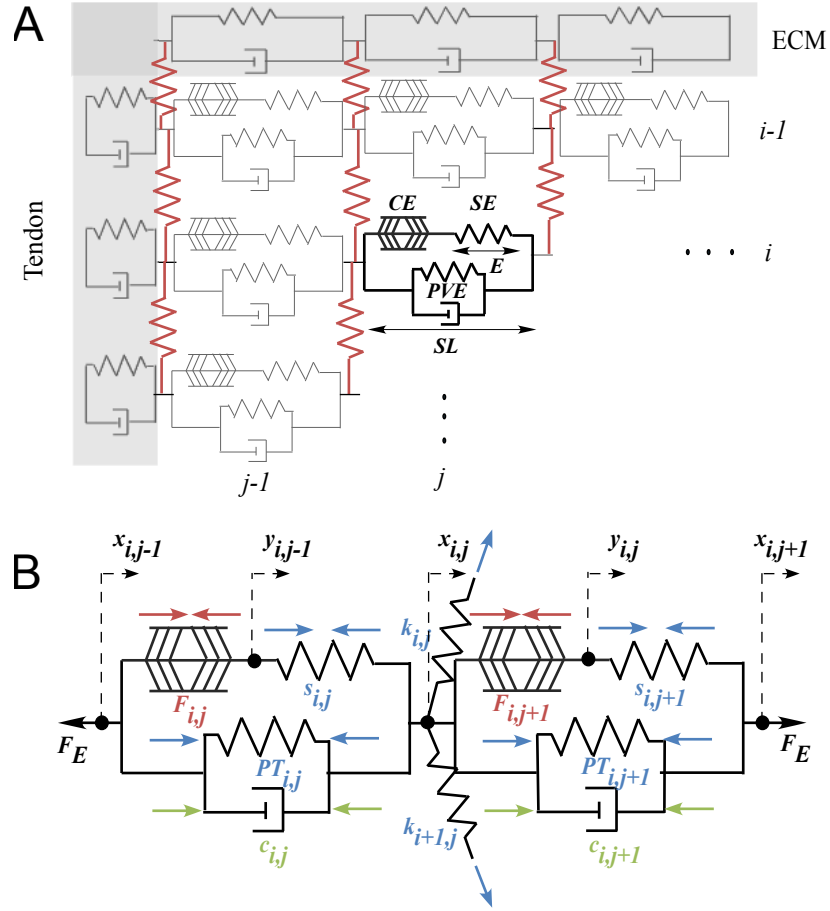 A
ECM
i-1
CE SE
Tendon
E
i
PVE
SL
j-1 j
B
x_{i,j-1} y_{i,j-1} x_{i,j} y_{i,j} x_{i,j+1}
k_{i,j}
F_{i,j} s_{i,j} F_{i,j+1} s_{i,j+1}
F_E F_E
PT_{i,j} PT_{i,j+1}
k_{i+1,j}
c_{i,j} c_{i,j+1}